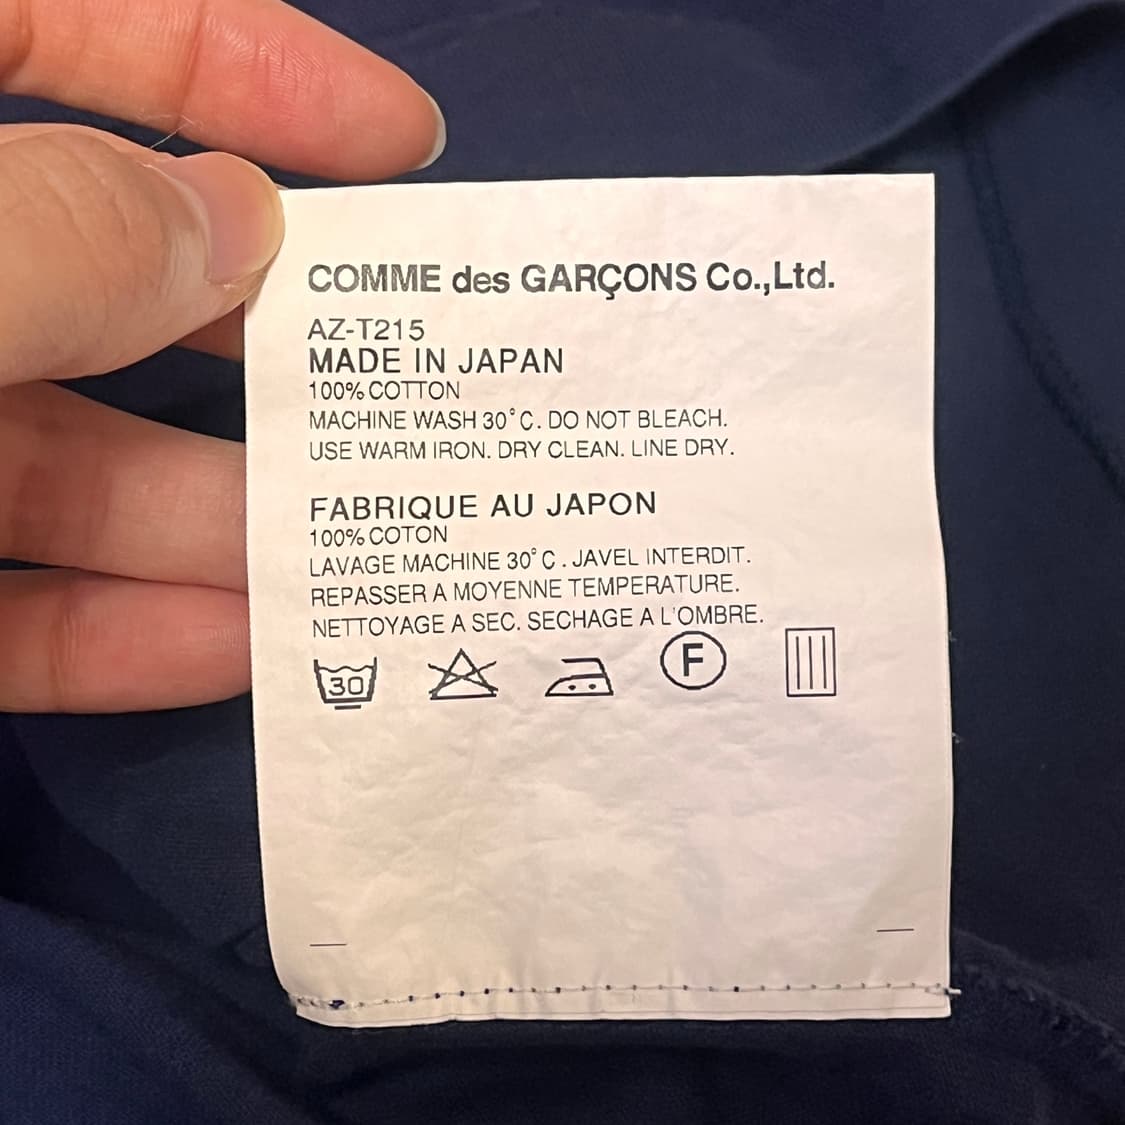 COMME des GARÇONS Co.,Ltd.
AZ-T215
MADE IN JAPAN
100% COTTON
MACHINE WASH 30°C. DO NOT BLEACH.
USE WARM IRON. DRY CLEAN. LINE DRY.
FABRIQUE AU JAPON
100% COTON
LAVAGE MACHINE 30°C. JAVEL INTERDIT.
REPASSER A MOYENNE TEMPERATURE.
NETTOYAGE A SEC. SECHAGE A L'OMBRE.
30 F